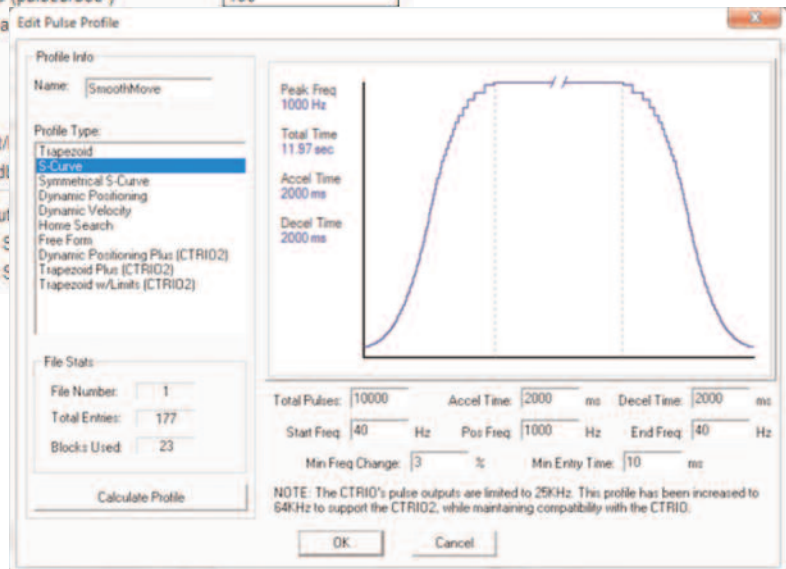 Edit Pulse Profile
Profile Info
Name: SmoothMove
Profile Type:
Trapezoid
S-Curve
Symmetrical S-Curve
Dynamic Positioning
Dynamic Velocity
Home Search
Free Form
Dynamic Positioning Plus (CTRIO2)
Trapezoid Plus (CTRIO2)
Trapezoid w/Limits (CTRIO2)
File Stats
File Number: 1
Total Entries: 177
Blocks Used: 23
Calculate Profile
Peak Freq
1000 Hz
Total Time
11.97 sec
Accel Time
2000 ms
Decel Time
2000 ms
Total Pulses: 10000 Accel Time: 2000 ms Decel Time: 2000 ms
Start Freq: 40 Hz Pos Freq: 1000 Hz End Freq: 40 Hz
Min Freq Change: 3 % Min Entry Time: 10 ms
NOTE: The CTRIO's pulse outputs are limited to 25KHz. This profile has been increased to
64KHz to support the CTRIO2, while maintaining compatibility with the CTRIO.
OK Cancel